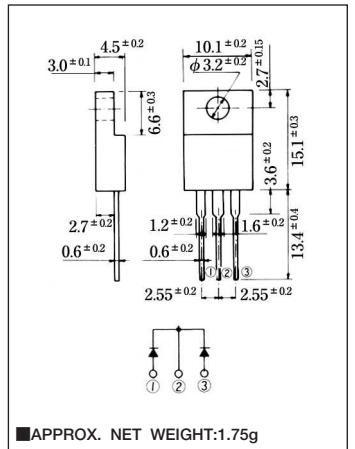 4.5 ± 0.2
10.1 ± 0.2
3.0 ± 0.1
φ3.2 ± 0.2
2.7 ± 0.15
6.6 ± 0.3
15.1 ± 0.3
3.6 ± 0.2
2.7 ± 0.2
1.2 ± 0.2
1.6 ± 0.2
13.4 ± 0.4
0.6 ± 0.2
0.6 ± 0.2
① ② ③
2.55 ± 0.2
2.55 ± 0.2
① ② ③
■APPROX. NET WEIGHT:1.75g